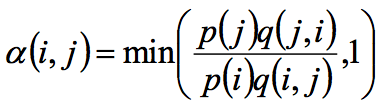 α(i, j) = min( p(j)q(j,i) / p(i)q(i, j) ,1 )